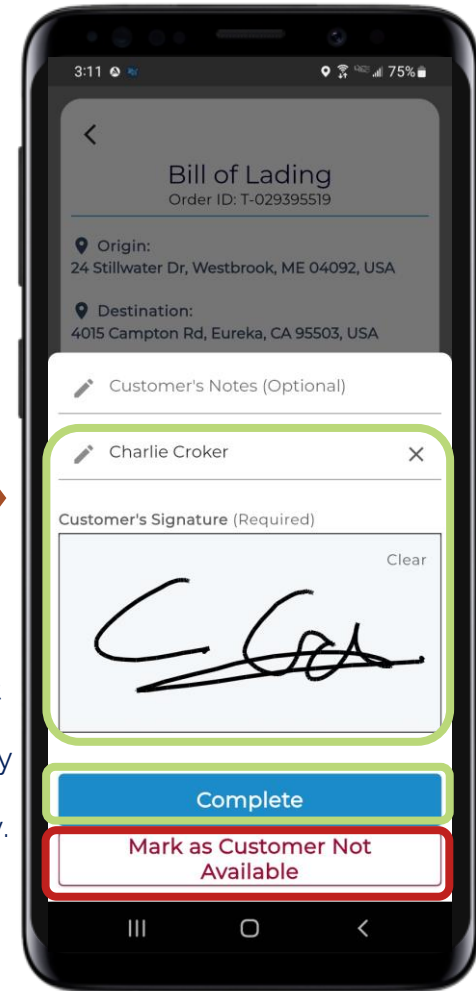 3:11
75%
Bill of Lading
Order ID: T-029395519
Origin:
24 Stillwater Dr, Westbrook, ME 04092, USA
Destination:
4015 Campton Rd, Eureka, CA 95503, USA
Customer's Notes (Optional)
Charlie Croker
Customer's Signature (Required)
Clear
Complete
Mark as Customer Not
Available